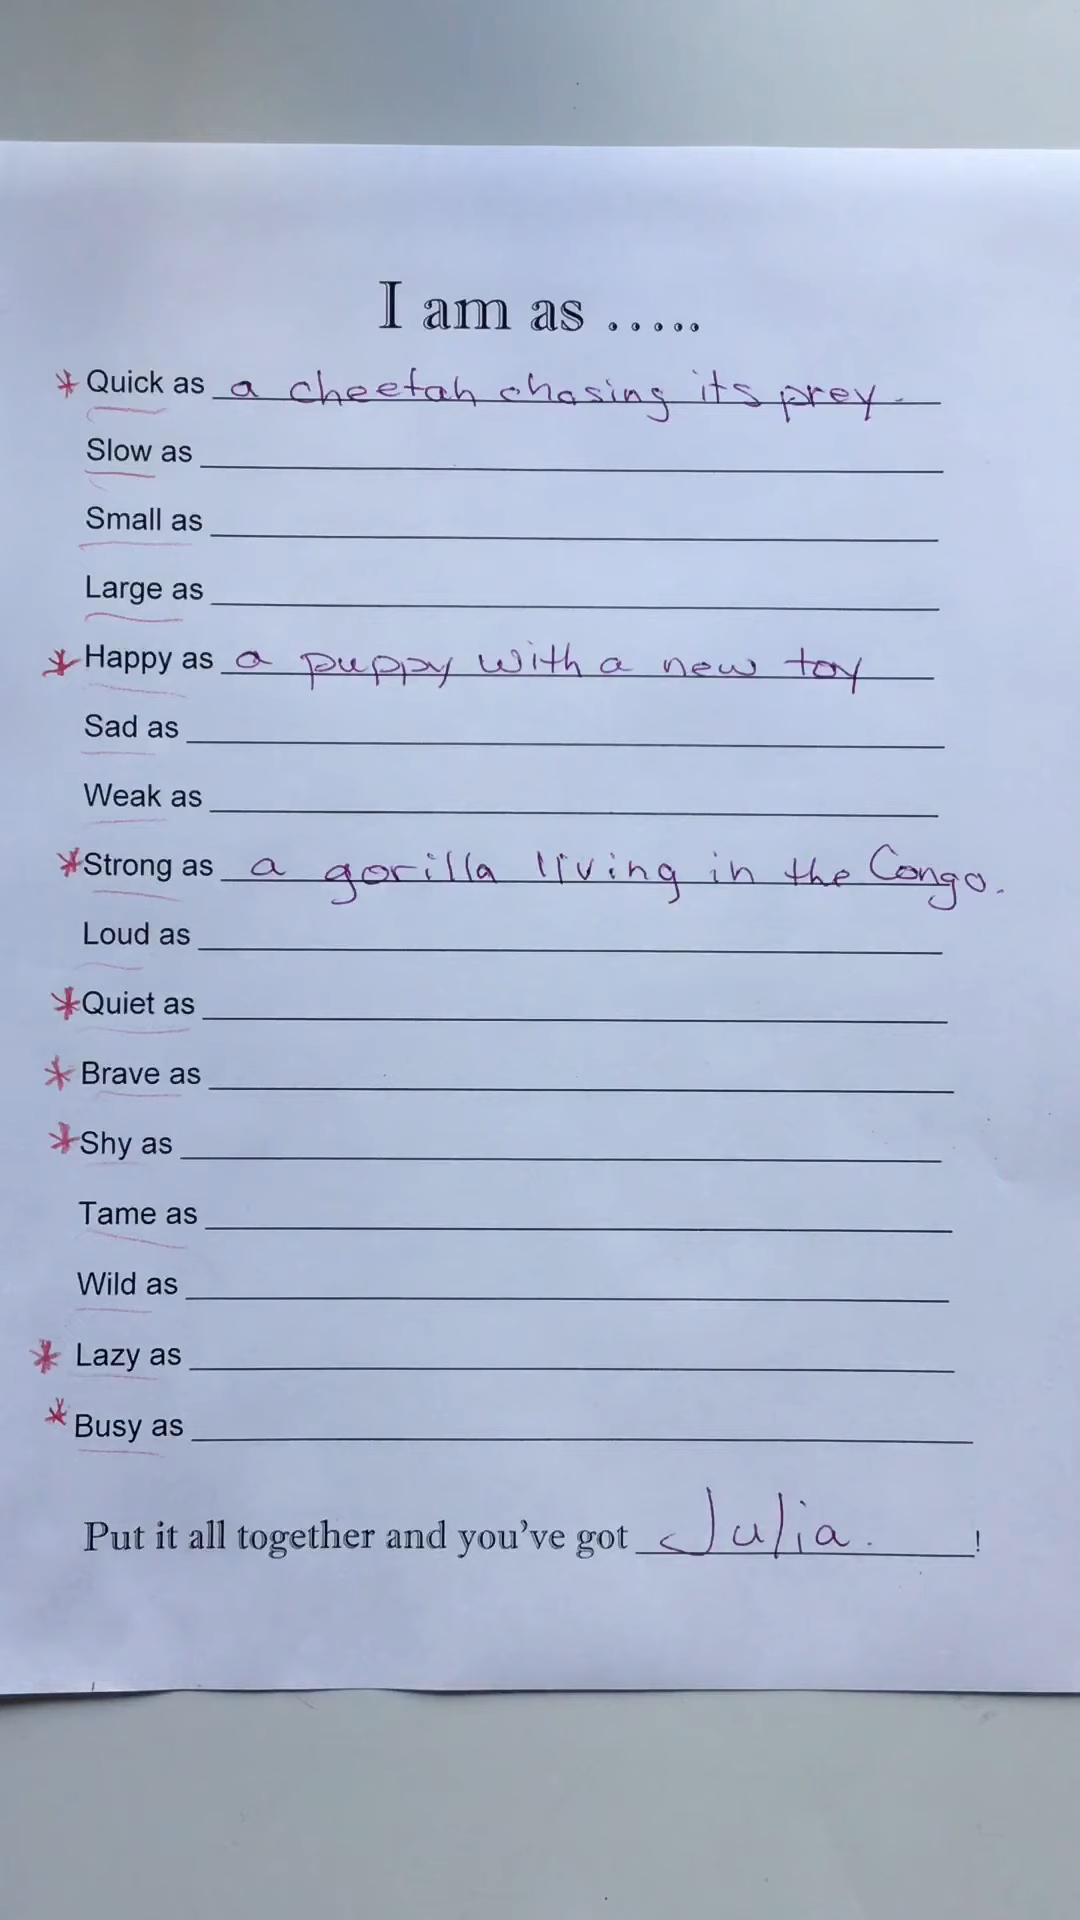 I am as .....
* Quick as a cheetah chasing its prey.
Slow as
Small as
Large as
* Happy as a puppy with a new toy
Sad as
Weak as
* Strong as a gorilla living in the Congo.
Loud as
* Quiet as
* Brave as
* Shy as
Tame as
Wild as
* Lazy as
* Busy as
Put it all together and you've got Julia. !